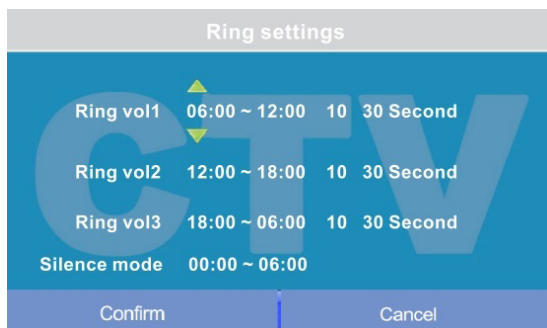 Ring settings
CTV
Ring vol1 06:00 ~ 12:00 10 30 Second
Ring vol2 12:00 ~ 18:00 10 30 Second
Ring vol3 18:00 ~ 06:00 10 30 Second
Silence mode 00:00 ~ 06:00
Confirm Cancel